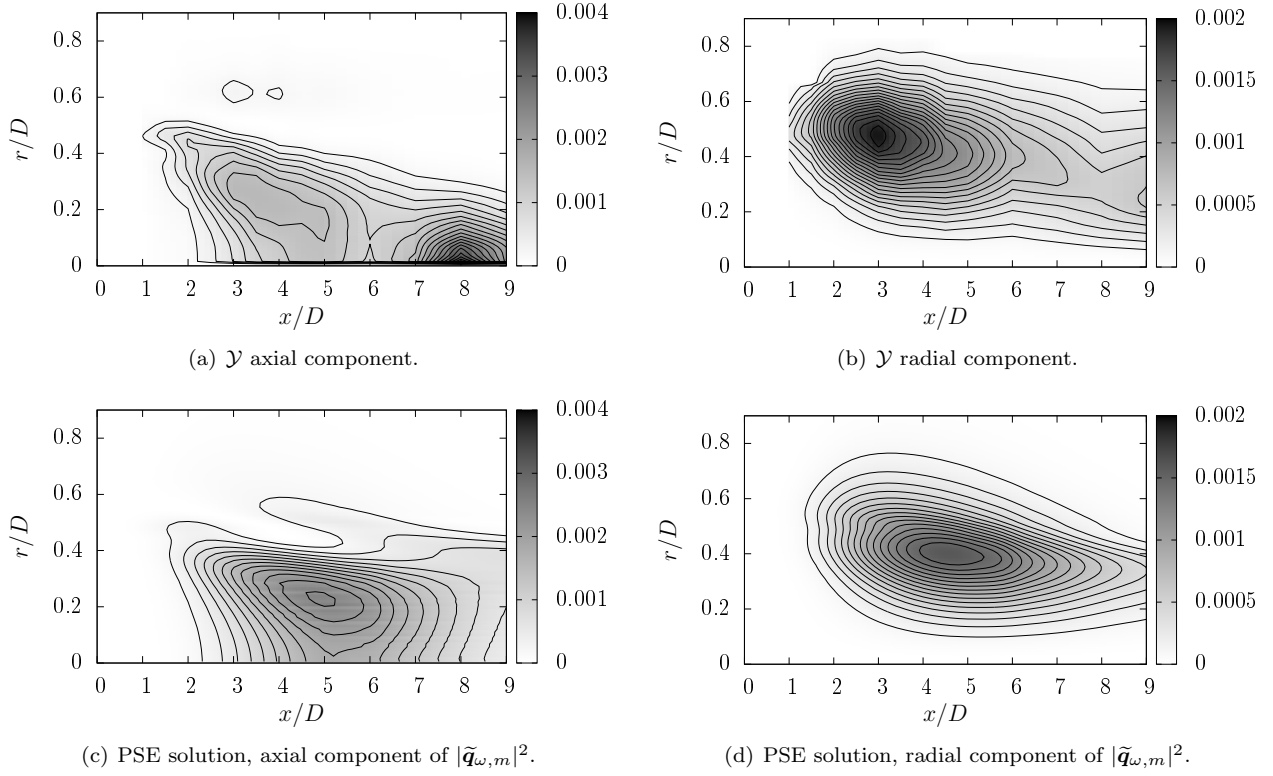 0.8
0.6
0.4
0.2
0
r/D
0 1 2 3 4 5 6 7 8 9
x/D
0.004
0.003
0.002
0.001
0
(a) 𝒴 axial component.
0.8
0.6
0.4
0.2
0
r/D
0 1 2 3 4 5 6 7 8 9
x/D
0.002
0.0015
0.001
0.0005
0
(b) 𝒴 radial component.
0.8
0.6
0.4
0.2
0
r/D
0 1 2 3 4 5 6 7 8 9
x/D
0.004
0.003
0.002
0.001
0
(c) PSE solution, axial component of |q̃_{ω,m}|².
0.8
0.6
0.4
0.2
0
r/D
0 1 2 3 4 5 6 7 8 9
x/D
0.002
0.0015
0.001
0.0005
0
(d) PSE solution, radial component of |q̃_{ω,m}|².